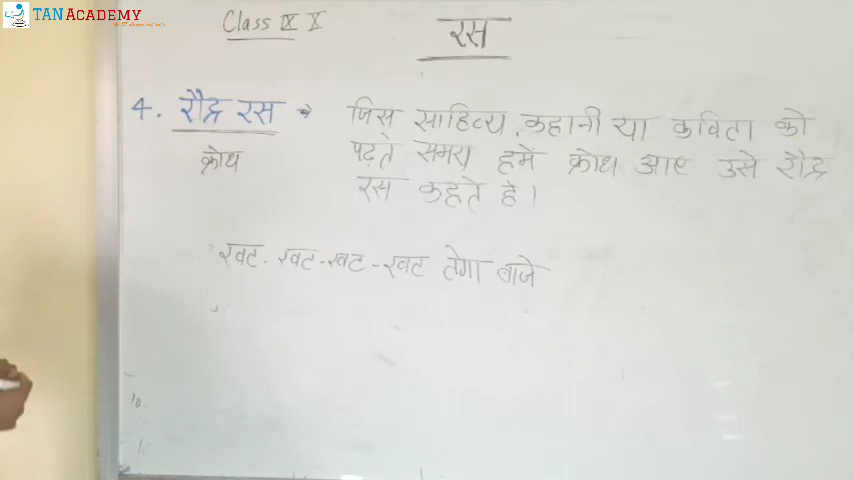 TAN ACADEMY
Class IX X
रस
4. रौद्र रस → जिस साहित्य, कहानी या कविता को
क्रोध पढ़ते समय हमें क्रोध आए उसे रौद्र
रस कहते है।
खट-खट-खट-खट तेगा बाजे